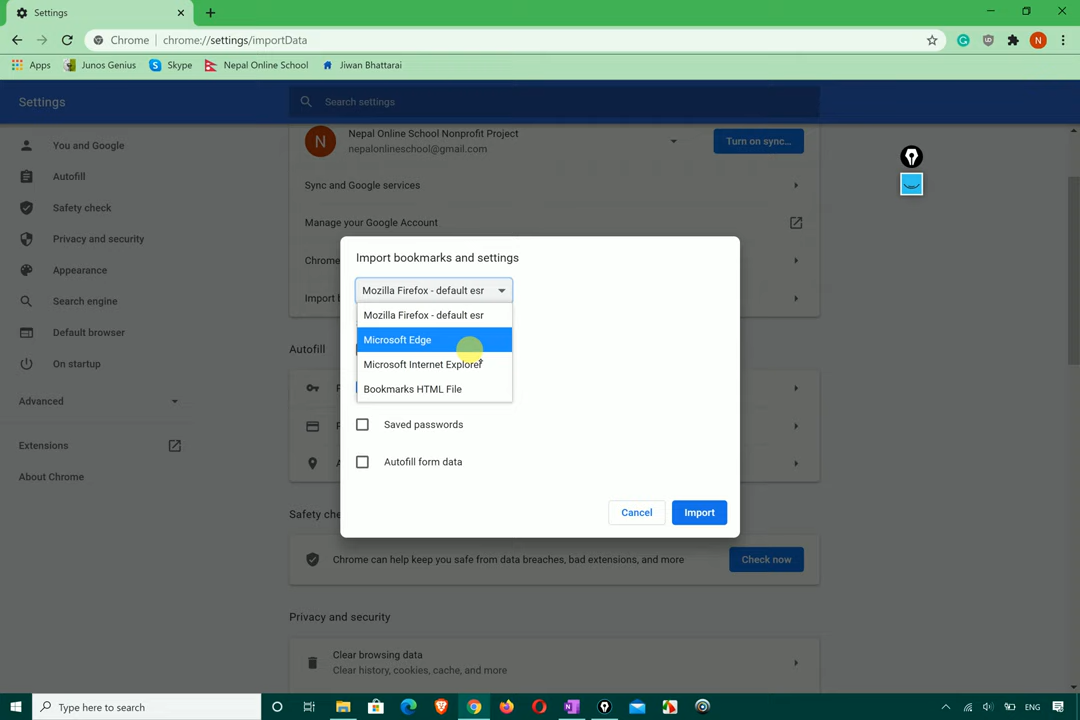 Settings
Chrome
chrome://settings/importData
Apps
Junos Genius
Skype
Nepal Online School
Jiwan Bhattarai
N
Settings
Search settings
You and Google
Autofill
Safety check
Privacy and security
Appearance
Search engine
Default browser
On startup
Advanced
Extensions
About Chrome
N
Nepal Online School Nonprofit Project
nepalonlineschool@gmail.com
Turn on sync...
Sync and Google services
Manage your Google Account
Chrome
Import b
Autofill
Import bookmarks and settings
Mozilla Firefox - default esr
Mozilla Firefox - default esr
Microsoft Edge
Microsoft Internet Explorer
Bookmarks HTML File
Saved passwords
Autofill form data
Cancel
Import
Safety che
Chrome can help keep you safe from data breaches, bad extensions, and more
Check now
Privacy and security
Clear browsing data
Clear history, cookies, cache, and more
Type here to search
ENG